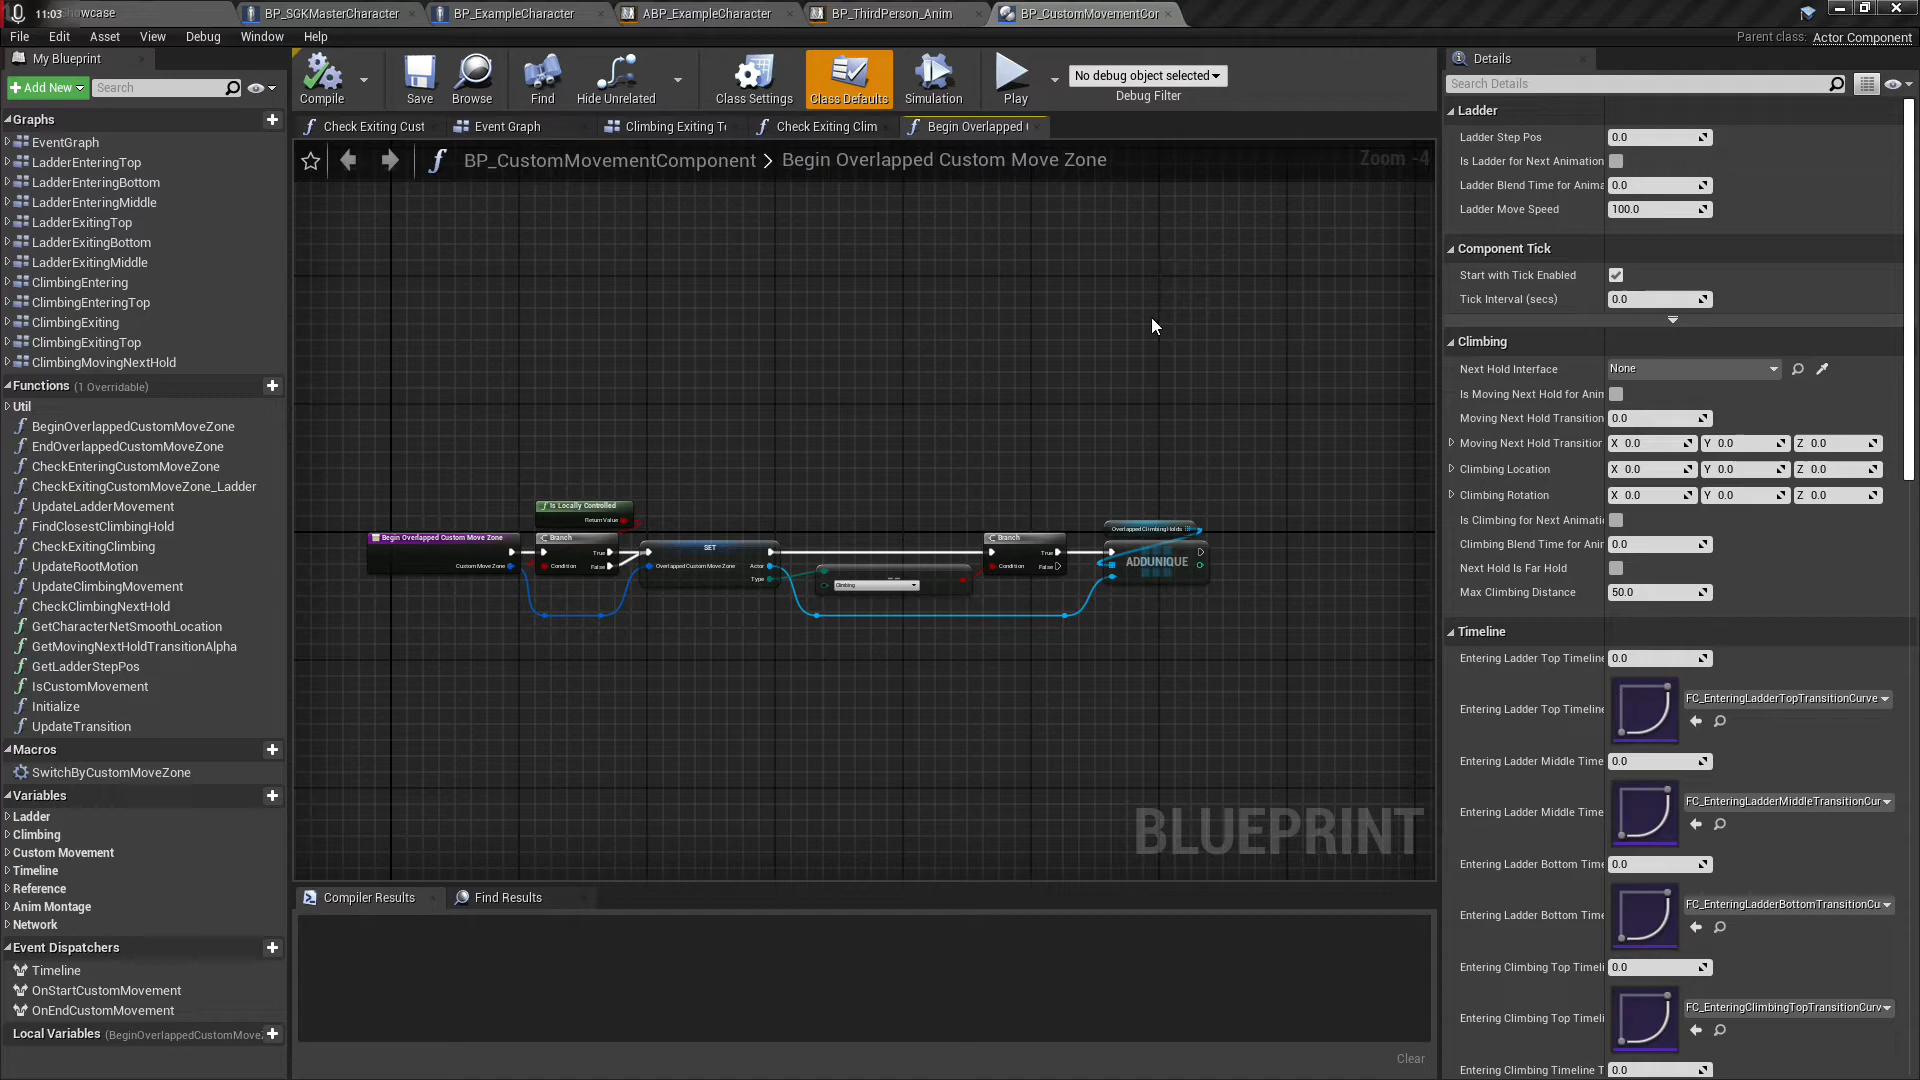 11:03
howcase
BP_SGKMasterCharacter
BP_ExampleCharacter
ABP_ExampleCharacter
BP_ThirdPerson_Anim
BP_CustomMovementCor
File
Edit
Asset
View
Debug
Window
Help
Parent class: Actor Component
My Blueprint
Add New
Search
Compile
Save
Browse
Find
Hide Unrelated
Class Settings
Class Defaults
Simulation
Play
No debug object selected
Debug Filter
Check Exiting Cust
Event Graph
Climbing Exiting T
Check Exiting Clim
Begin Overlapped
BP_CustomMovementComponent > Begin Overlapped Custom Move Zone
Zoom -4
Graphs
EventGraph
LadderEnteringTop
LadderEnteringBottom
LadderEnteringMiddle
LadderExitingTop
LadderExitingBottom
LadderExitingMiddle
ClimbingEntering
ClimbingEnteringTop
ClimbingExiting
ClimbingExitingTop
ClimbingMovingNextHold
Functions (1 Overridable)
Util
BeginOverlappedCustomMoveZone
EndOverlappedCustomMoveZone
CheckEnteringCustomMoveZone
CheckExitingCustomMoveZone_Ladder
UpdateLadderMovement
FindClosestClimbingHold
CheckExitingClimbing
UpdateRootMotion
UpdateClimbingMovement
CheckClimbingNextHold
GetCharacterNetSmoothLocation
GetMovingNextHoldTransitionAlpha
GetLadderStepPos
IsCustomMovement
Initialize
UpdateTransition
Macros
SwitchByCustomMoveZone
Variables
Ladder
Climbing
Custom Movement
Timeline
Reference
Anim Montage
Network
Event Dispatchers
Timeline
OnStartCustomMovement
OnEndCustomMovement
Local Variables (BeginOverlappedCustomMove
Is Locally Controlled
Return Value
Begin Overlapped Custom Move Zone
Custom Move Zone
Branch
True
Condition
False
SET
Overlapped Custom Move Zone
Actor
Type
==
Climbing
Branch
True
Condition
False
Overlapped Climbing Holds
ADDUNIQUE
BLUEPRINT
Compiler Results
Find Results
Clear
Details
Search Details
Ladder
Ladder Step Pos 0.0
Is Ladder for Next Animation
Ladder Blend Time for Anima 0.0
Ladder Move Speed 100.0
Component Tick
Start with Tick Enabled
Tick Interval (secs) 0.0
Climbing
Next Hold Interface None
Is Moving Next Hold for Anim
Moving Next Hold Transition 0.0
Moving Next Hold Transition X 0.0 Y 0.0 Z 0.0
Climbing Location X 0.0 Y 0.0 Z 0.0
Climbing Rotation X 0.0 Y 0.0 Z 0.0
Is Climbing for Next Animati
Climbing Blend Time for Ani 0.0
Next Hold Is Far Hold
Max Climbing Distance 50.0
Timeline
Entering Ladder Top Timeline 0.0
Entering Ladder Top Timeline FC_EnteringLadderTopTransitionCurve
Entering Ladder Middle Time 0.0
Entering Ladder Middle Time FC_EnteringLadderMiddleTransitionCur
Entering Ladder Bottom Time 0.0
Entering Ladder Bottom Time FC_EnteringLadderBottomTransitionCu
Entering Climbing Top Timeli 0.0
Entering Climbing Top Timeli FC_EnteringClimbingTopTransitionCurv
Entering Climbing Timeline T 0.0